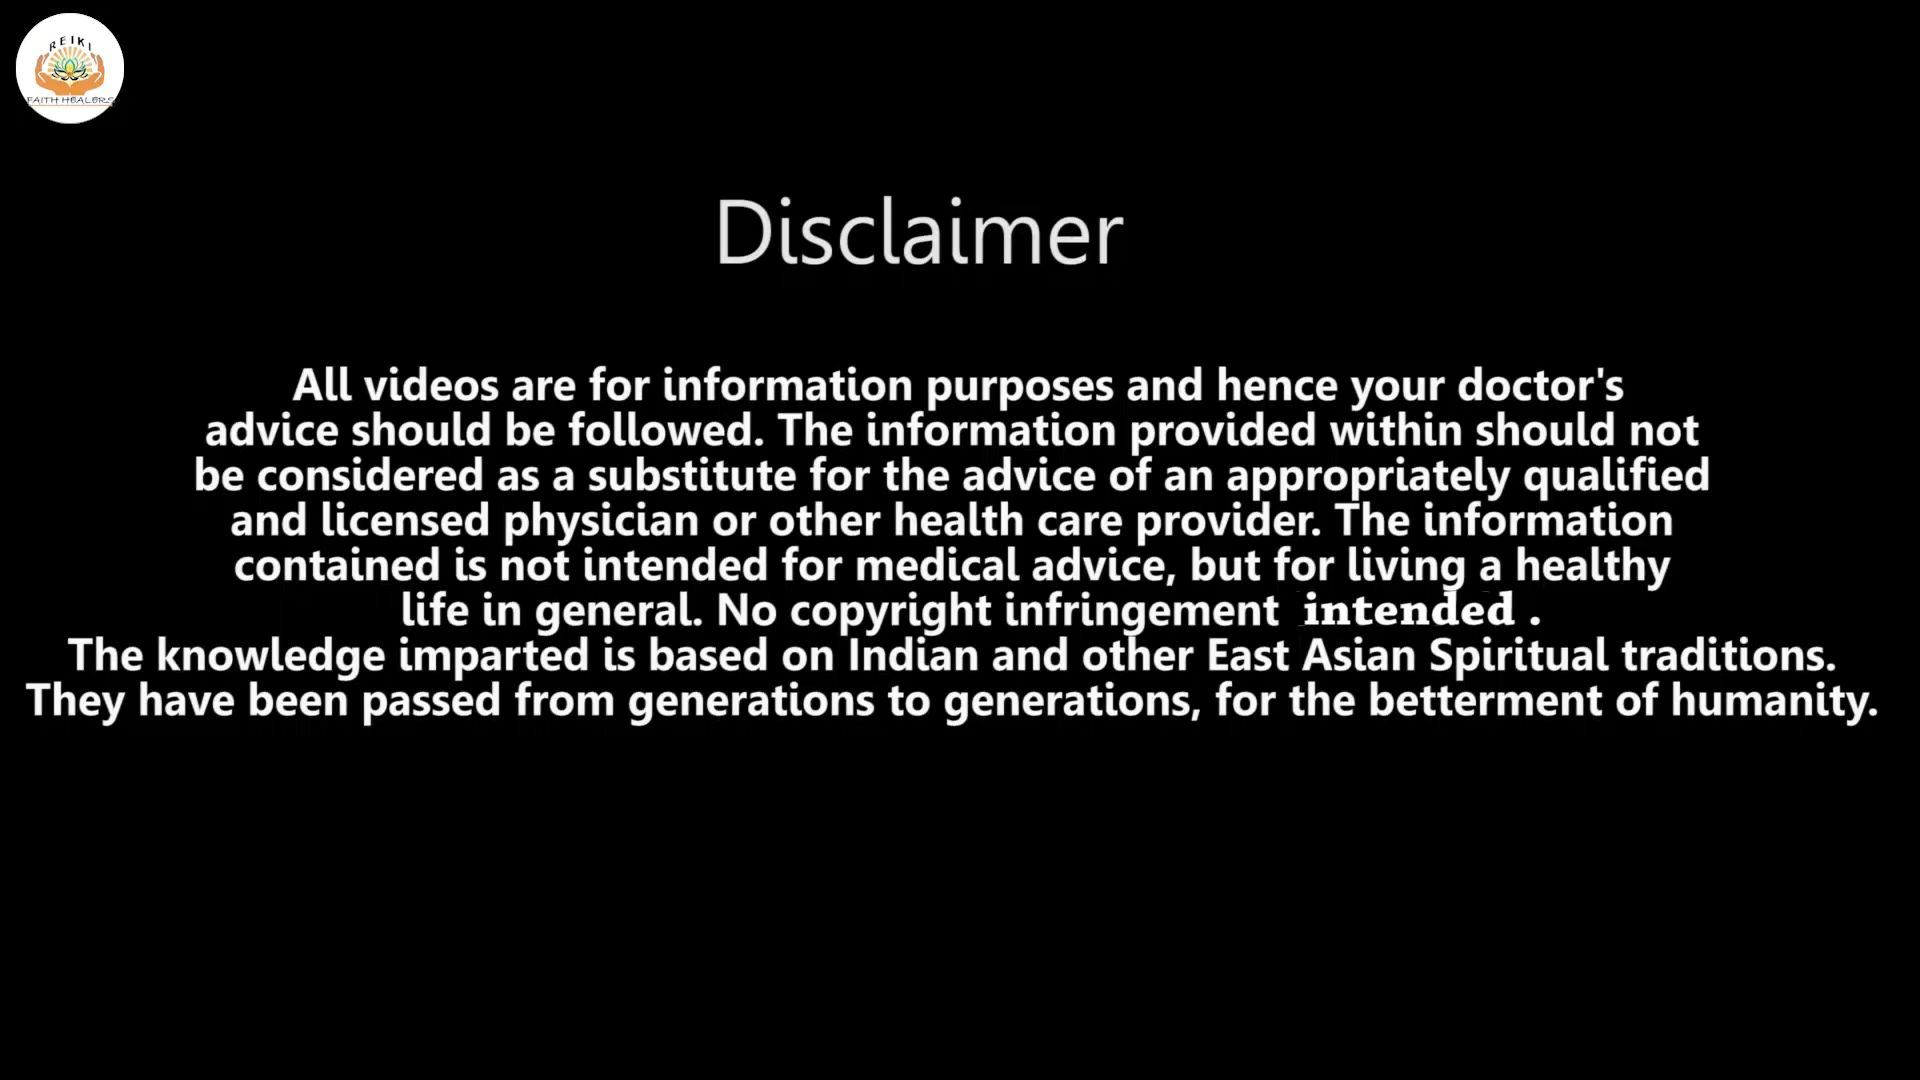 REIKI
FAITH HEALERS
Disclaimer
All videos are for information purposes and hence your doctor's
advice should be followed. The information provided within should not
be considered as a substitute for the advice of an appropriately qualified
and licensed physician or other health care provider. The information
contained is not intended for medical advice, but for living a healthy
life in general. No copyright infringement intended .
The knowledge imparted is based on Indian and other East Asian Spiritual traditions.
They have been passed from generations to generations, for the betterment of humanity.